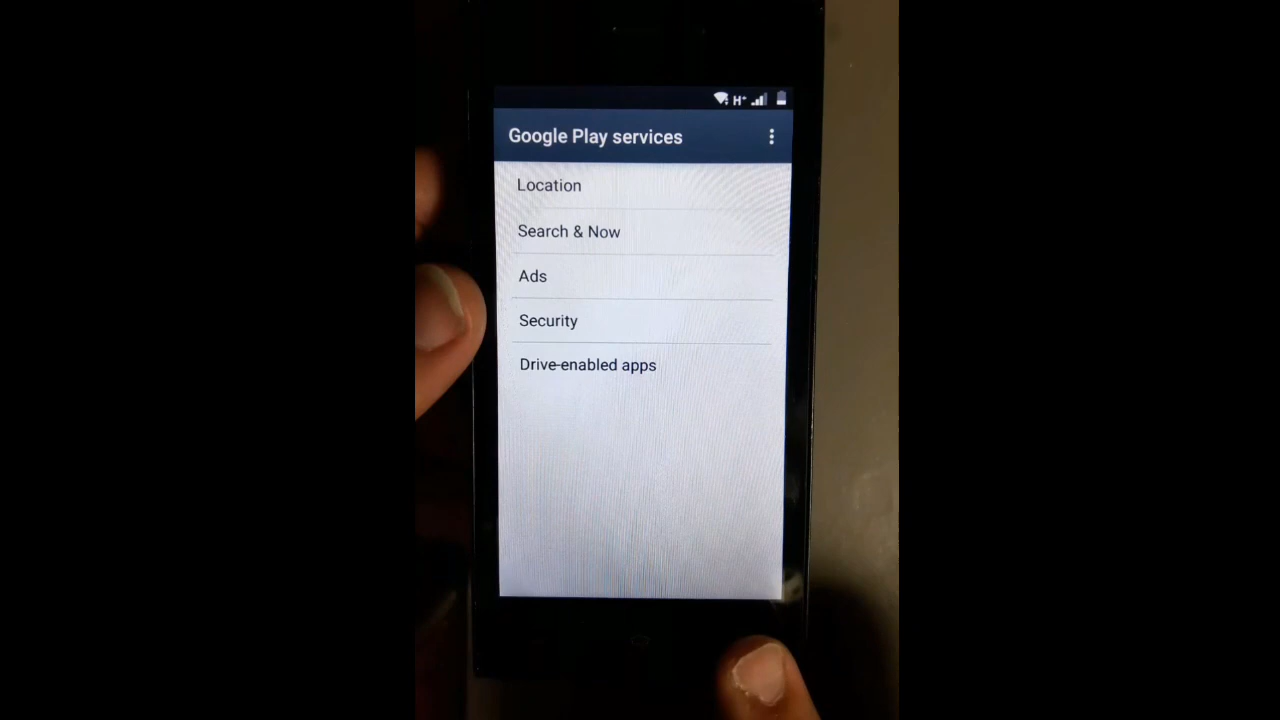 H+
Google Play services
Location
Search & Now
Ads
Security
Drive-enabled apps